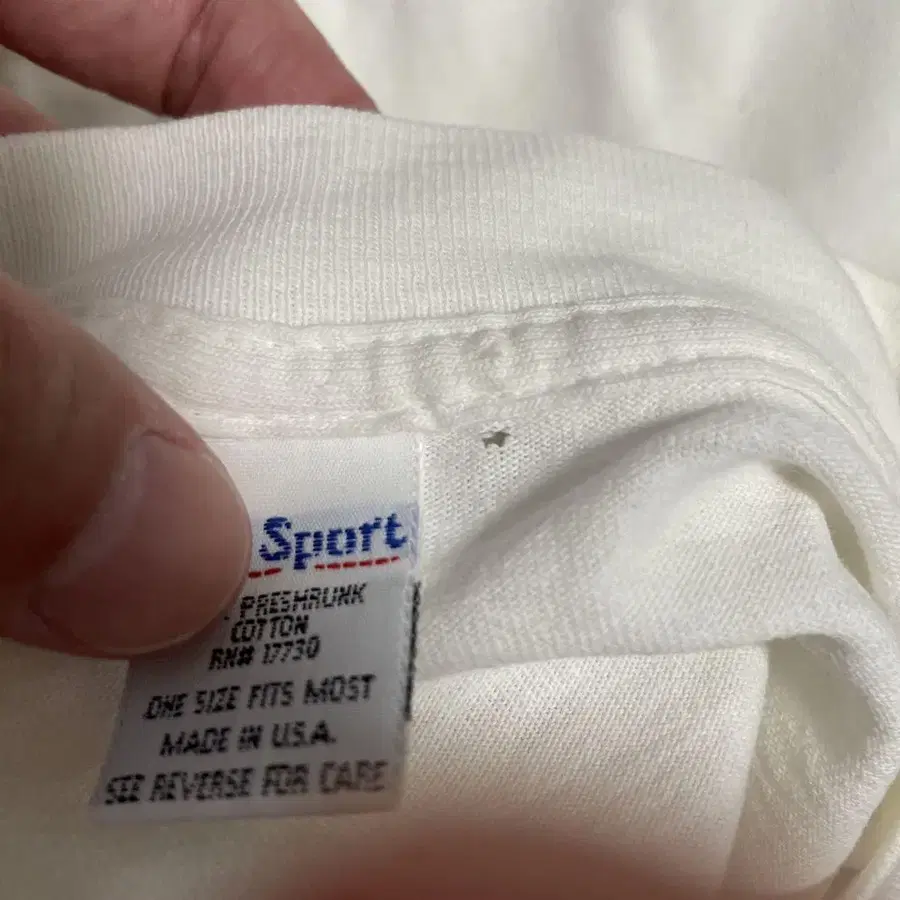 Sport
PRESHRUNK
COTTON
RN# 17730
ONE SIZE FITS MOST
MADE IN U.S.A.
SEE REVERSE FOR CARE